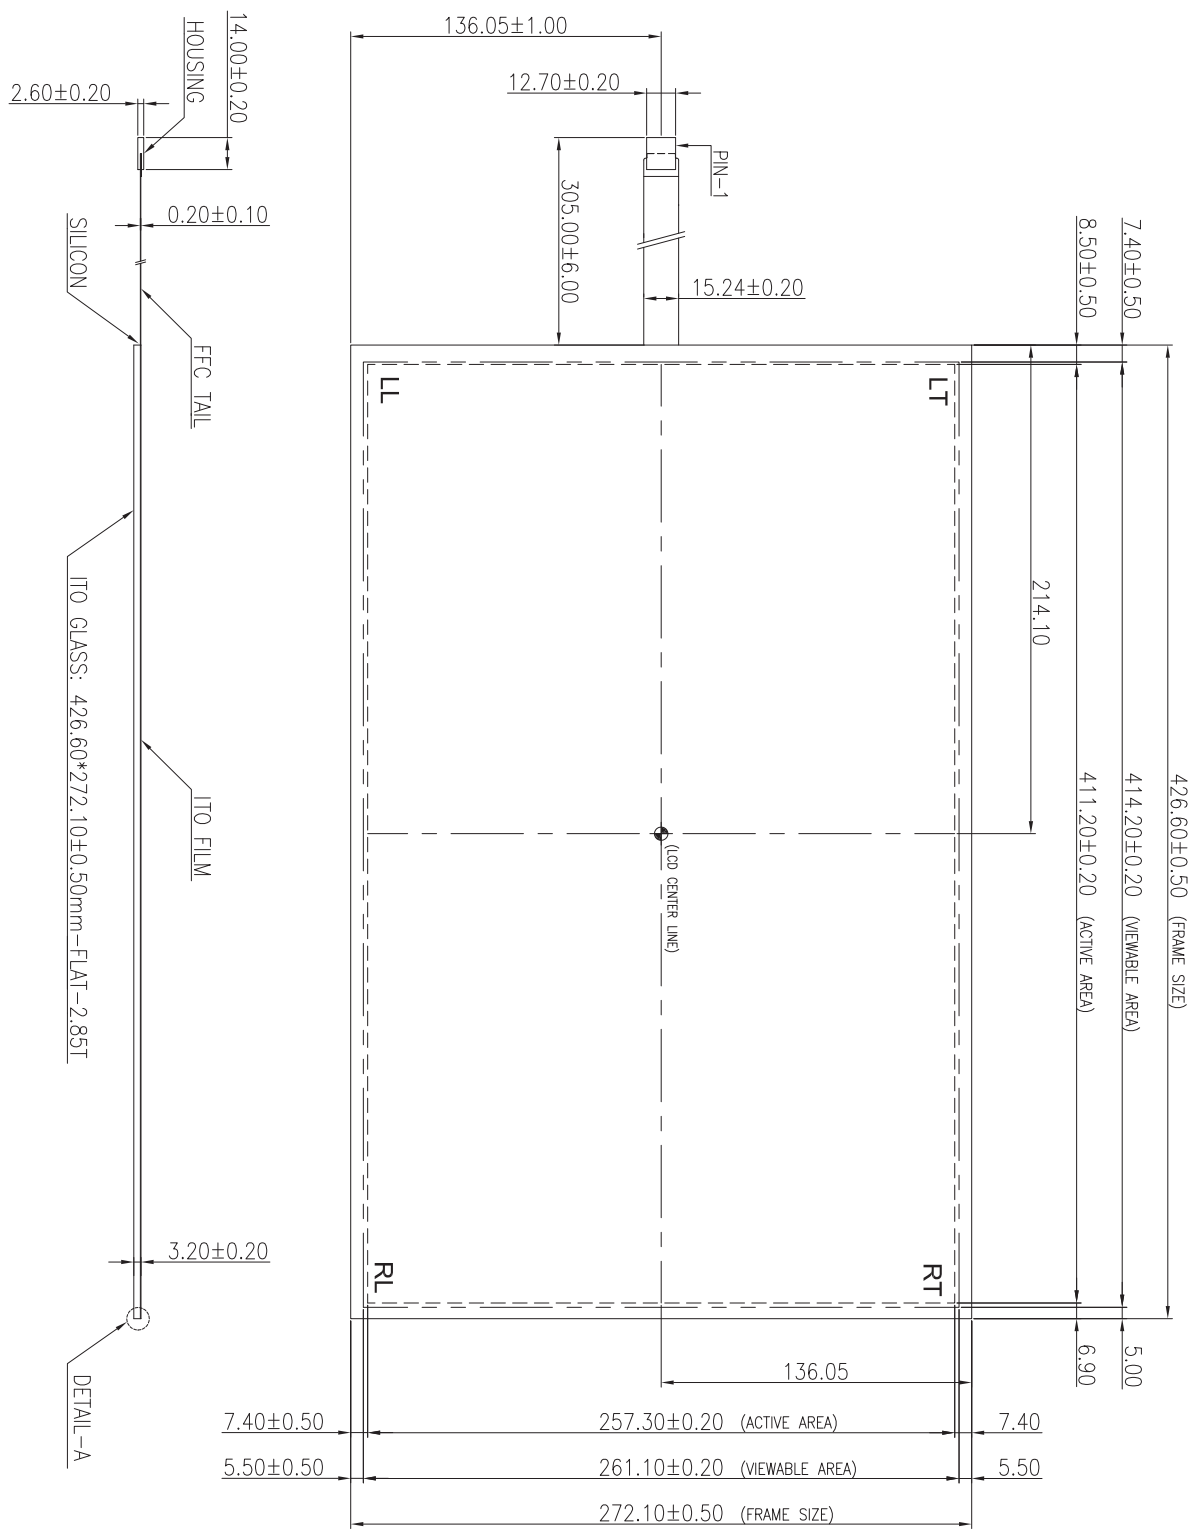 136.05±1.00
12.70±0.20
PIN-1
305.00±6.00
15.24±0.20
14.00±0.20
HOUSING
2.60±0.20
0.20±0.10
SILICON
FFC TAIL
ITO GLASS: 426.60*272.10±0.50mm-FLAT-2.85T
ITO FILM
3.20±0.20
DETAIL-A
7.40±0.50
8.50±0.50
LL
LT
214.10
426.60±0.50 (FRAME SIZE)
414.20±0.20 (VIEWABLE AREA)
411.20±0.20 (ACTIVE AREA)
(LCD CENTER LINE)
RL
RT
5.00
6.90
136.05
7.40±0.50
257.30±0.20 (ACTIVE AREA)
7.40
5.50±0.50
261.10±0.20 (VIEWABLE AREA)
5.50
272.10±0.50 (FRAME SIZE)